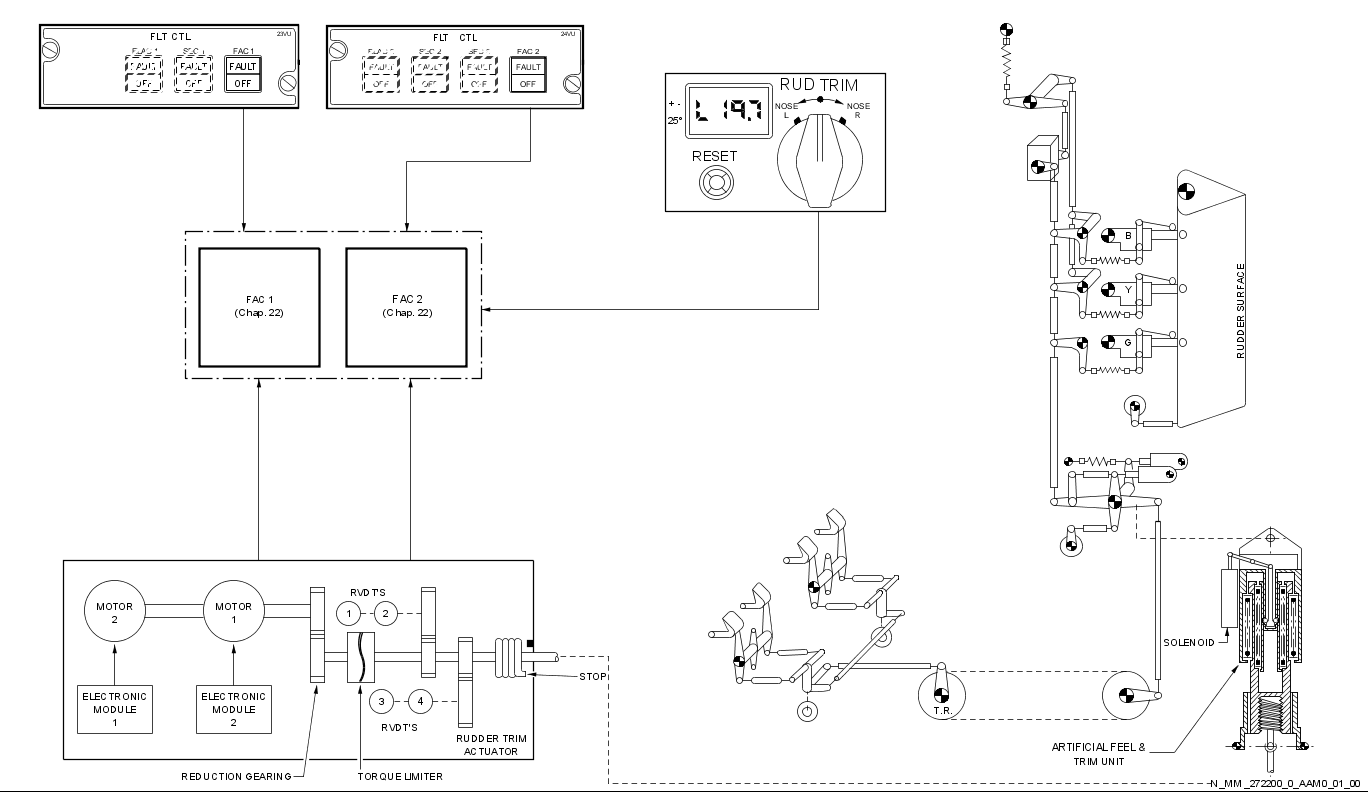 FLT CTL
23VU
FAC 1
FAULT
FAULT
FAULT
OFF
OFF
OFF
FLT CTL
24VU
FAC 2
FAULT
FAULT
FAULT
FAULT
OFF
OFF
OFF
OFF
RUD TRIM
+ -
25°
L 19.7
NOSE
L
NOSE
R
RESET
FAC 1
(Chap. 22)
FAC 2
(Chap. 22)
B
Y
G
RUDDER SURFACE
MOTOR
2
MOTOR
1
RVDT'S
1
2
ELECTRONIC
MODULE
1
ELECTRONIC
MODULE
2
3
4
RVDT'S
STOP
RUDDER TRIM
ACTUATOR
REDUCTION GEARING
TORQUE LIMITER
T.R.
SOLENOID
ARTIFICIAL FEEL &
TRIM UNIT
N_MM_272200_0_AAM0_01_00